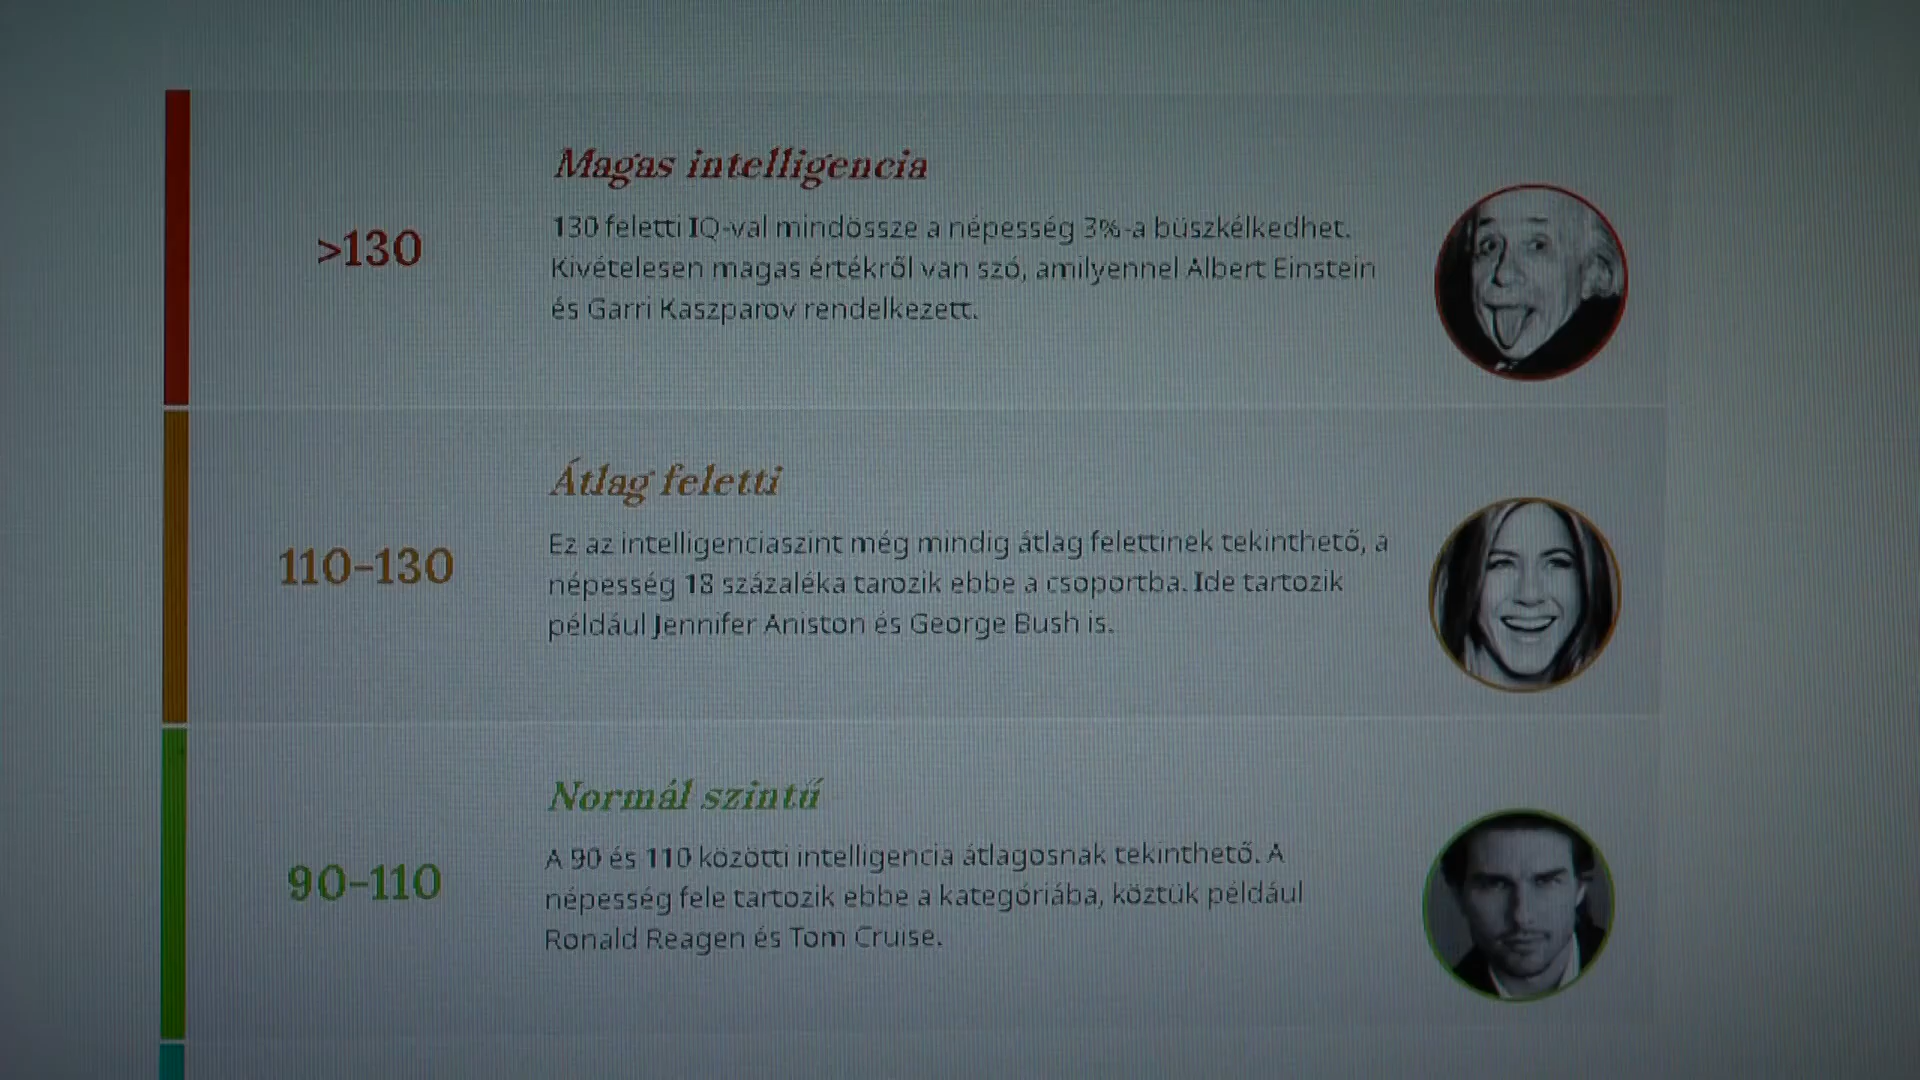 Magas intelligencia
>130
130 feletti IQ-val mindössze a népesség 3%-a büszkélkedhet.
Kivételesen magas értékről van szó, amilyennel Albert Einstein
és Garri Kaszparov rendelkezett.
Átlag feletti
110–130
Ez az intelligenciaszint még mindig átlag felettinek tekinthető, a
népesség 18 százaléka tarozik ebbe a csoportba. Ide tartozik
például Jennifer Aniston és George Bush is.
Normál szintű
90–110
A 90 és 110 közötti intelligencia átlagosnak tekinthető. A
népesség fele tartozik ebbe a kategóriába, köztük például
Ronald Reagen és Tom Cruise.